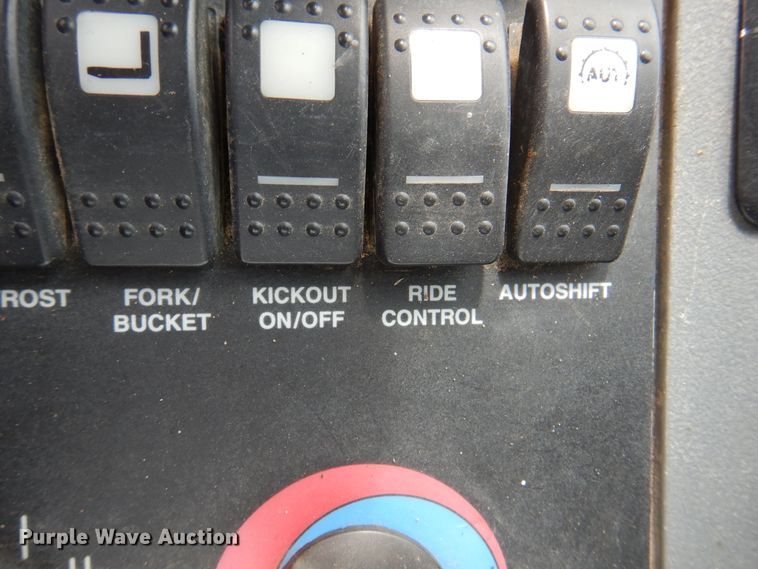 AUT
ROST
FORK/
BUCKET
KICKOUT
ON/OFF
RIDE
CONTROL
AUTOSHIFT
Purple Wave Auction